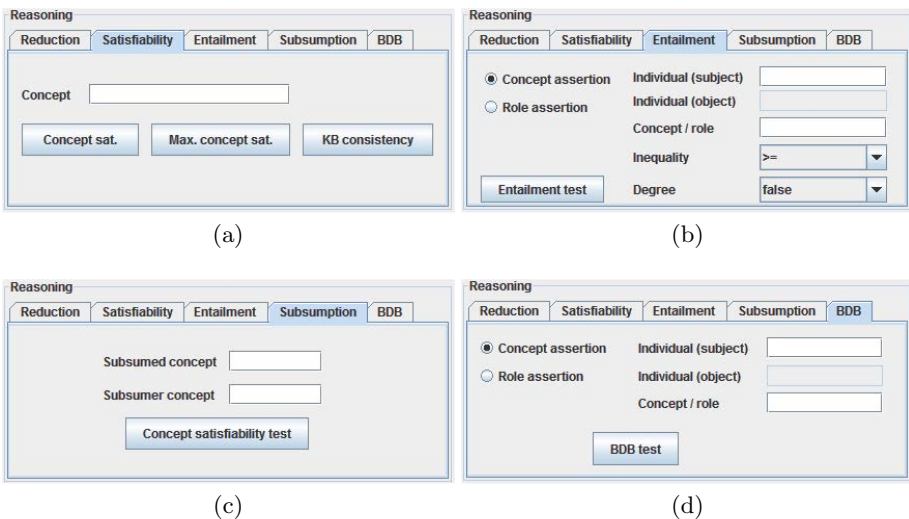 Reasoning
Reduction Satisfiability Entailment Subsumption BDB
Concept
Concept sat. Max. concept sat. KB consistency
(a)
Reasoning
Reduction Satisfiability Entailment Subsumption BDB
Concept assertion Individual (subject)
Role assertion Individual (object)
Concept / role
Inequality >=
Entailment test Degree false
(b)
Reasoning
Reduction Satisfiability Entailment Subsumption BDB
Subsumed concept
Subsumer concept
Concept satisfiability test
(c)
Reasoning
Reduction Satisfiability Entailment Subsumption BDB
Concept assertion Individual (subject)
Role assertion Individual (object)
Concept / role
BDB test
(d)